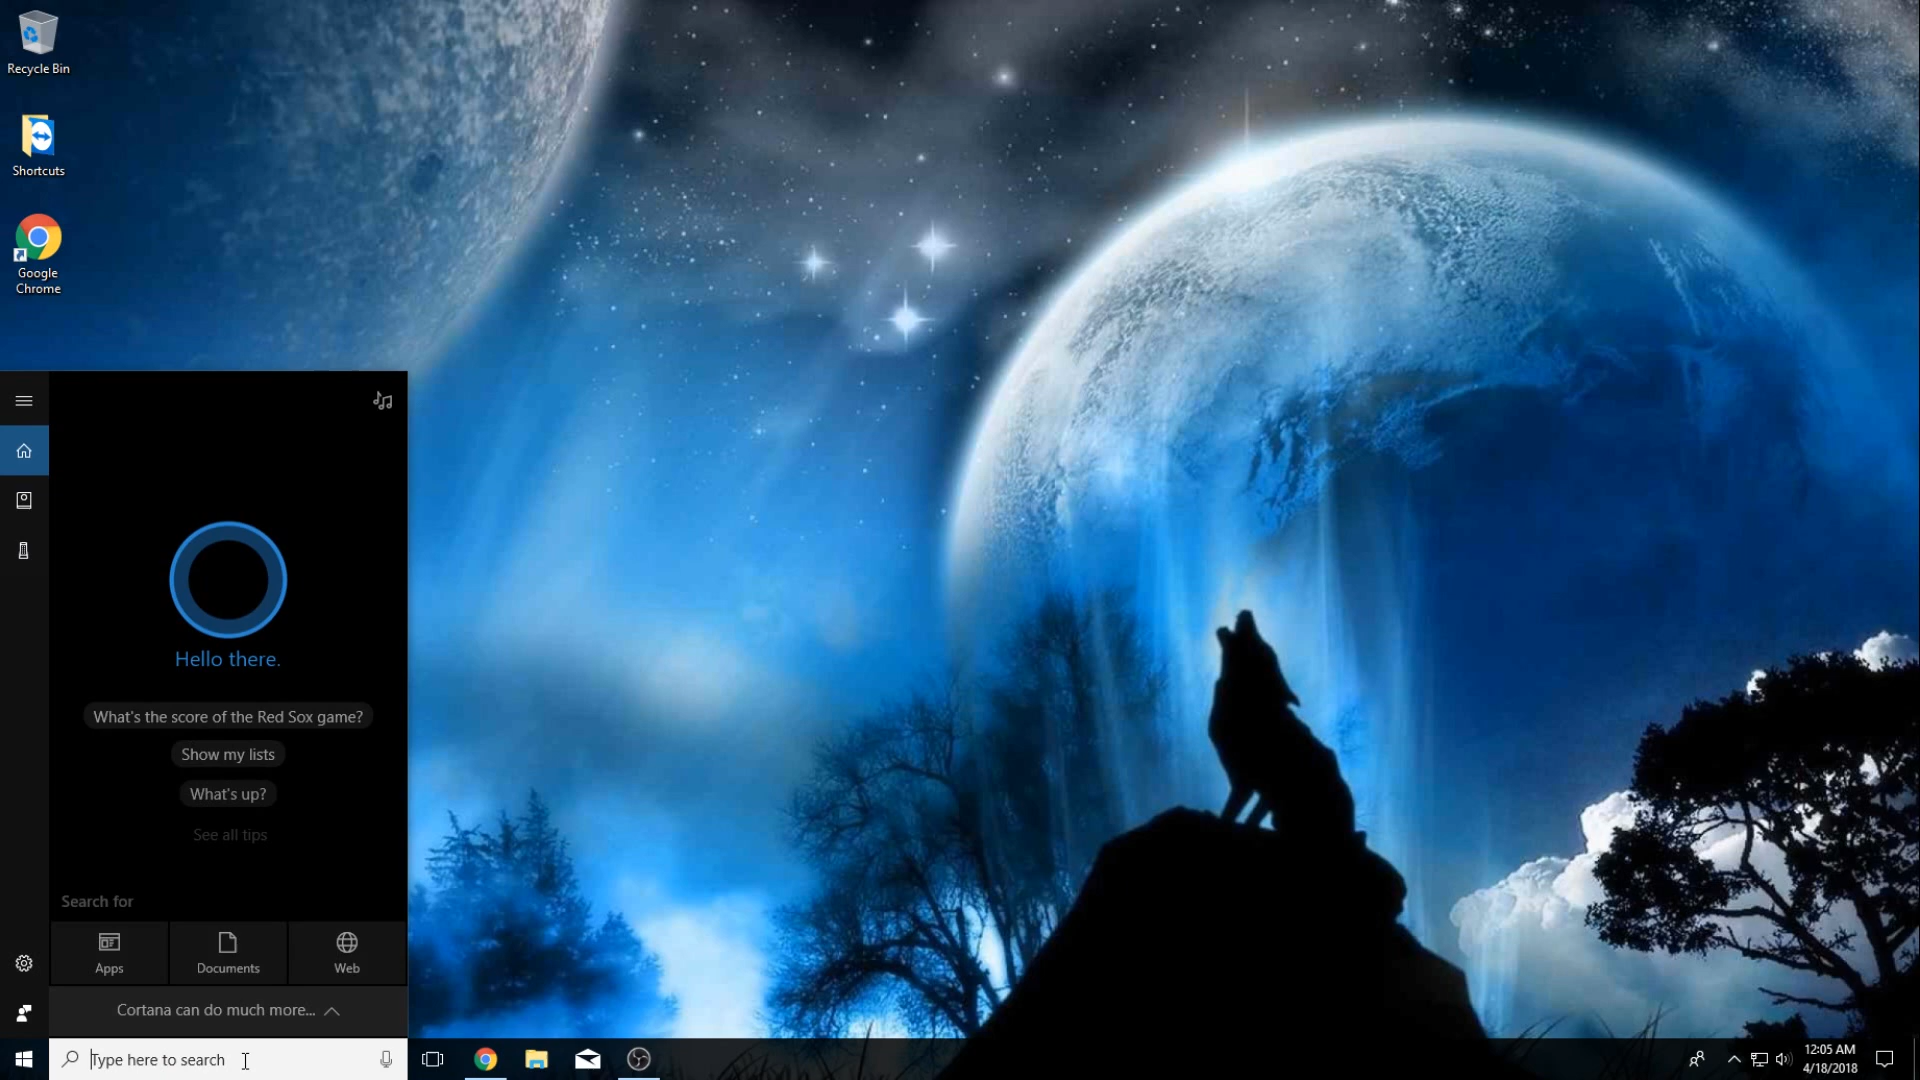 Recycle Bin
Shortcuts
Google
Chrome
Hello there.
What's the score of the Red Sox game?
Show my lists
What's up?
See all tips
Search for
Apps
Documents
Web
Cortana can do much more...
Type here to search
12:05 AM
4/18/2018